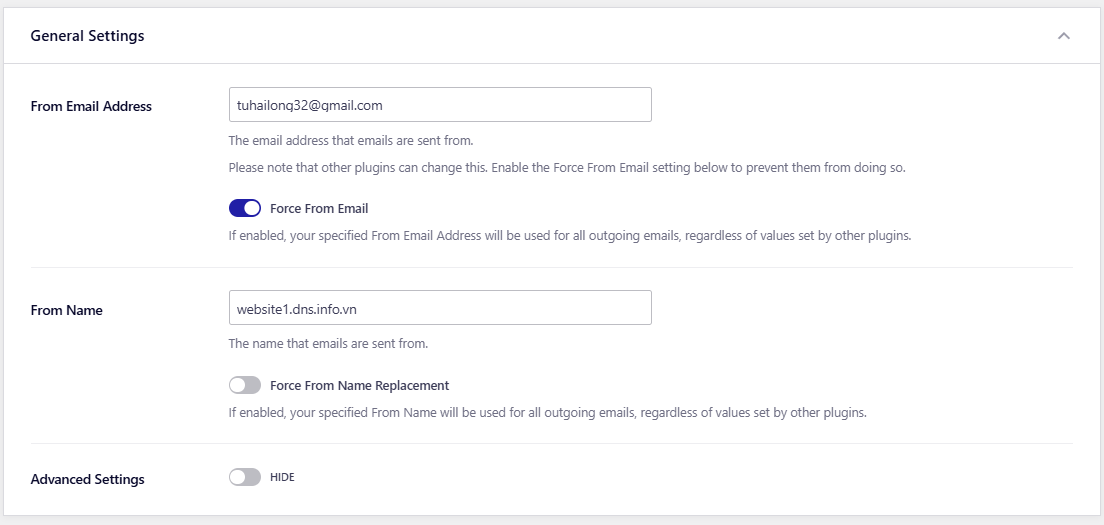 General Settings
From Email Address
tuhailong32@gmail.com
The email address that emails are sent from.
Please note that other plugins can change this. Enable the Force From Email setting below to prevent them from doing so.
Force From Email
If enabled, your specified From Email Address will be used for all outgoing emails, regardless of values set by other plugins.
From Name
website1.dns.info.vn
The name that emails are sent from.
Force From Name Replacement
If enabled, your specified From Name will be used for all outgoing emails, regardless of values set by other plugins.
Advanced Settings
HIDE